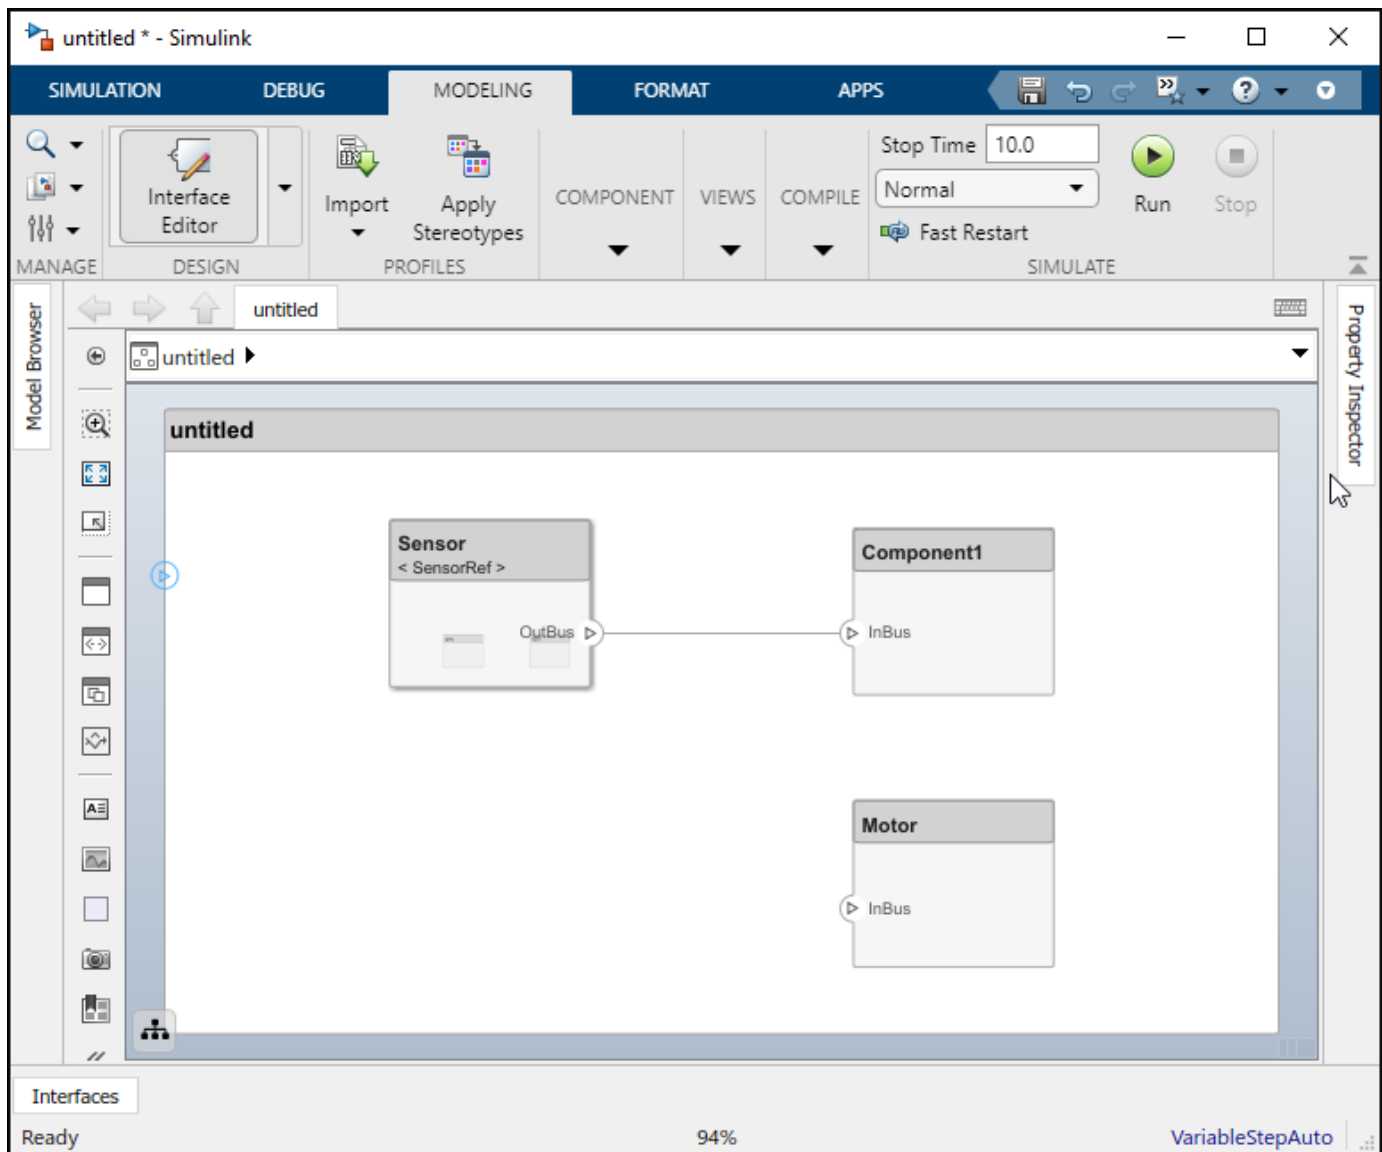 untitled * - Simulink
SIMULATION DEBUG MODELING FORMAT APPS
Stop Time 10.0
Normal
Fast Restart
Interface
Editor
Import
Apply
Stereotypes
COMPONENT VIEWS COMPILE
Run Stop
MANAGE DESIGN PROFILES SIMULATE
Model Browser
untitled
Property Inspector
untitled
untitled
Sensor
< SensorRef >
OutBus
Component1
InBus
Motor
InBus
Interfaces
Ready 94% VariableStepAuto